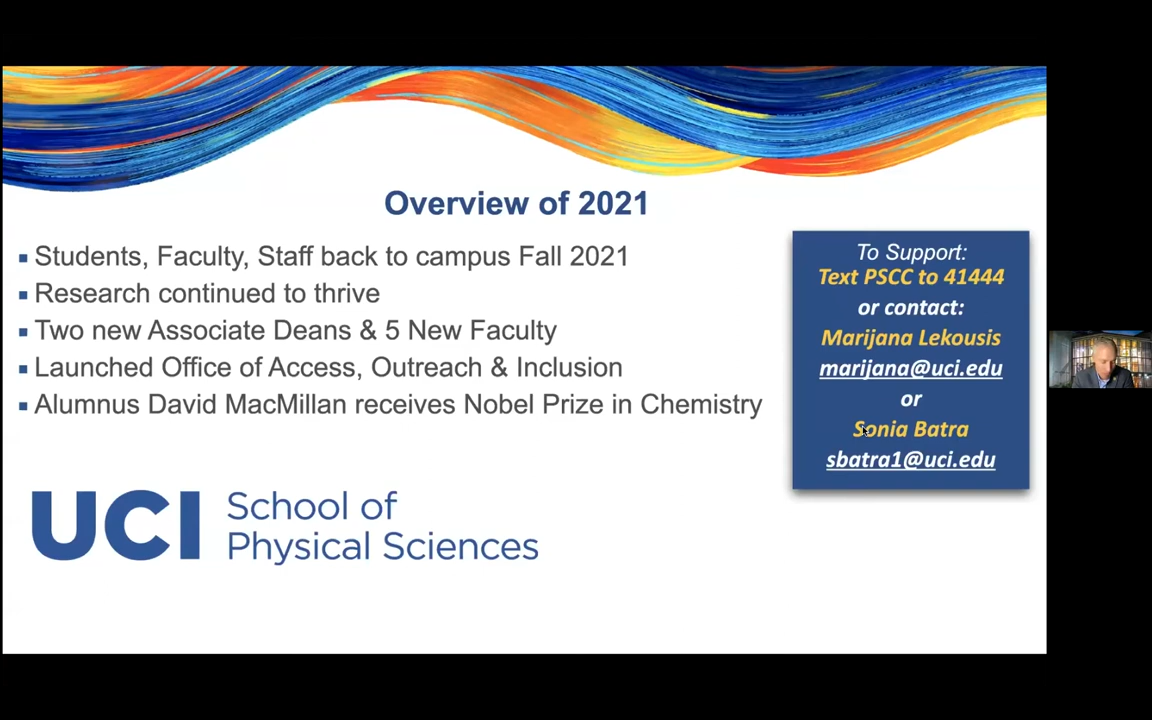 Overview of 2021
Students, Faculty, Staff back to campus Fall 2021
Research continued to thrive
Two new Associate Deans & 5 New Faculty
Launched Office of Access, Outreach & Inclusion
Alumnus David MacMillan receives Nobel Prize in Chemistry
To Support:
Text PSCC to 41444
or contact:
Marijana Lekousis
marijana@uci.edu
or
Sonia Batra
sbatra1@uci.edu
UCI School of
Physical Sciences